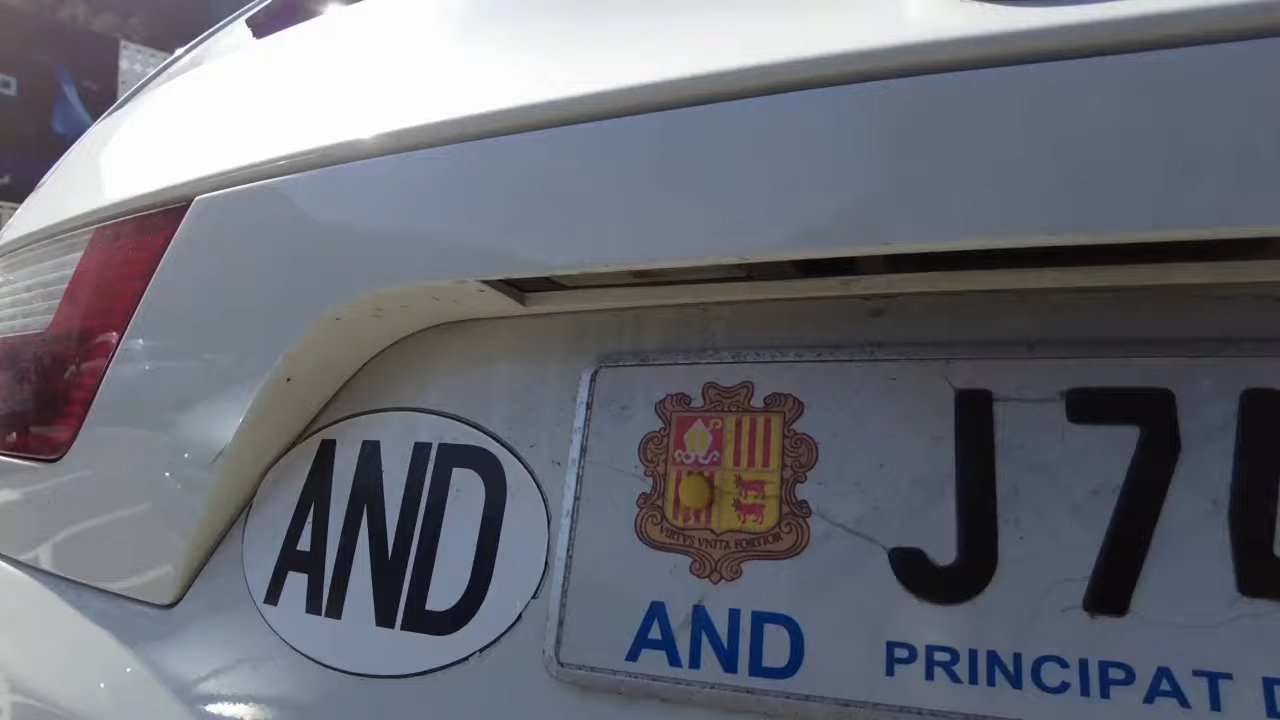 AND
VIRTVS VNITA FORTIOR
J7
AND
PRINCIPAT